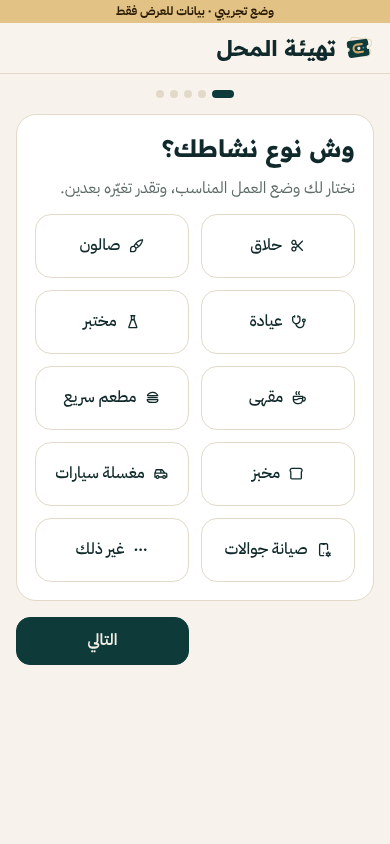 وضع تجريبي · بيانات للعرض فقط
تهيئة المحل
وش نوع نشاطك؟
نختار لك وضع العمل المناسب، وتقدر تغيّره بعدين.
حلاق
صالون
عيادة
مختبر
مقهى
مطعم سريع
مخبز
مغسلة سيارات
صيانة جوالات
غير ذلك
التالي